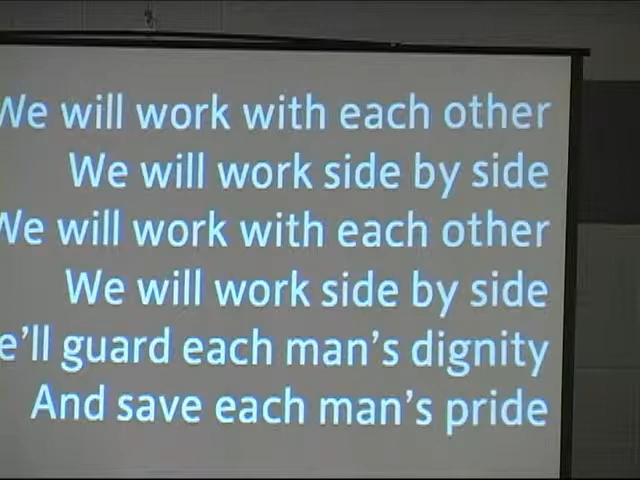 We will work with each other
We will work side by side
We will work with each other
We will work side by side
e'll guard each man's dignity
And save each man's pride